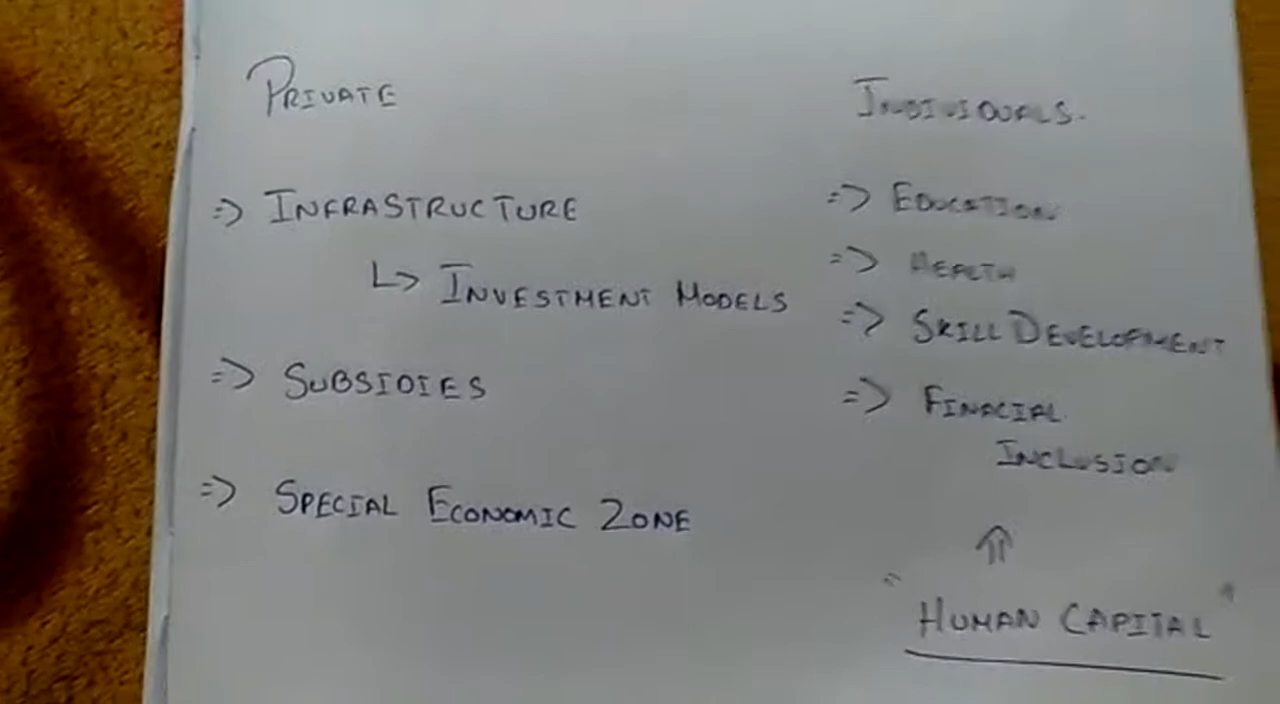 PRIVATE
=> INFRASTRUCTURE
↳ INVESTMENT MODELS
=> SUBSIDIES
=> SPECIAL ECONOMIC ZONE
INDIVIDUALS.
=> EDUCATION
=> HEALTH
=> SKILL DEVELOPMENT
=> FINACIAL
INCLUSION
⇑
"HUMAN CAPITAL"